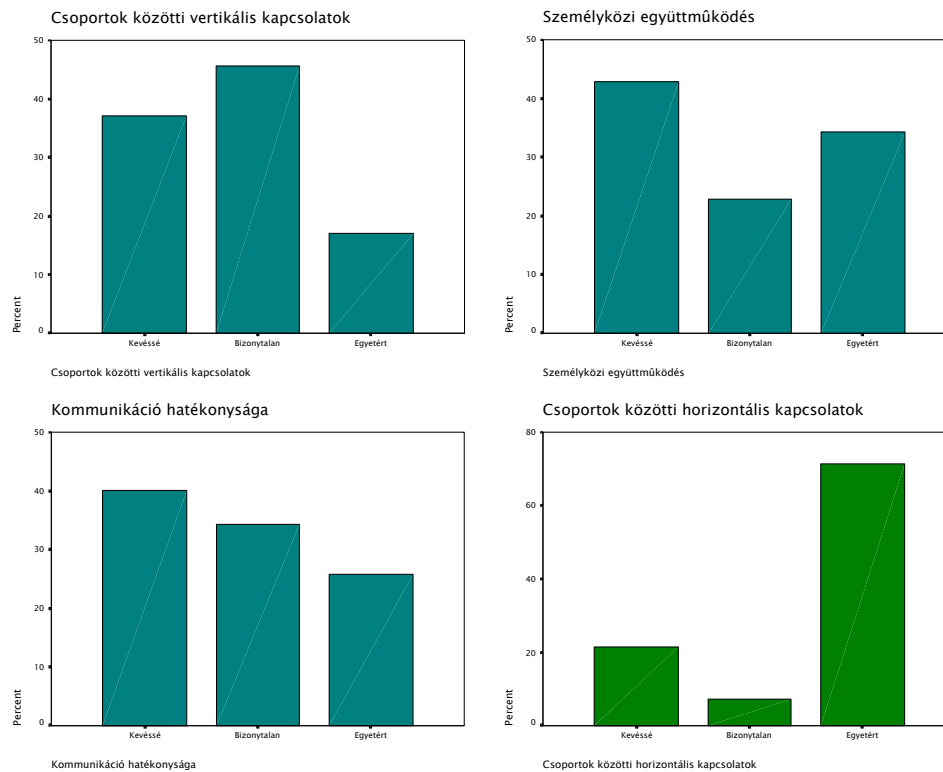 Csoportok közötti vertikális kapcsolatok
50
40
30
20
10
0
Percent
Kevéssé Bizonytalan Egyetért
Csoportok közötti vertikális kapcsolatok
Személyközi együttmûködés
50
40
30
20
10
0
Percent
Kevéssé Bizonytalan Egyetért
Személyközi együttmûködés
Kommunikáció hatékonysága
50
40
30
20
10
0
Percent
Kevéssé Bizonytalan Egyetért
Kommunikáció hatékonysága
Csoportok közötti horizontális kapcsolatok
80
60
40
20
0
Percent
Kevéssé Bizonytalan Egyetért
Csoportok közötti horizontális kapcsolatok